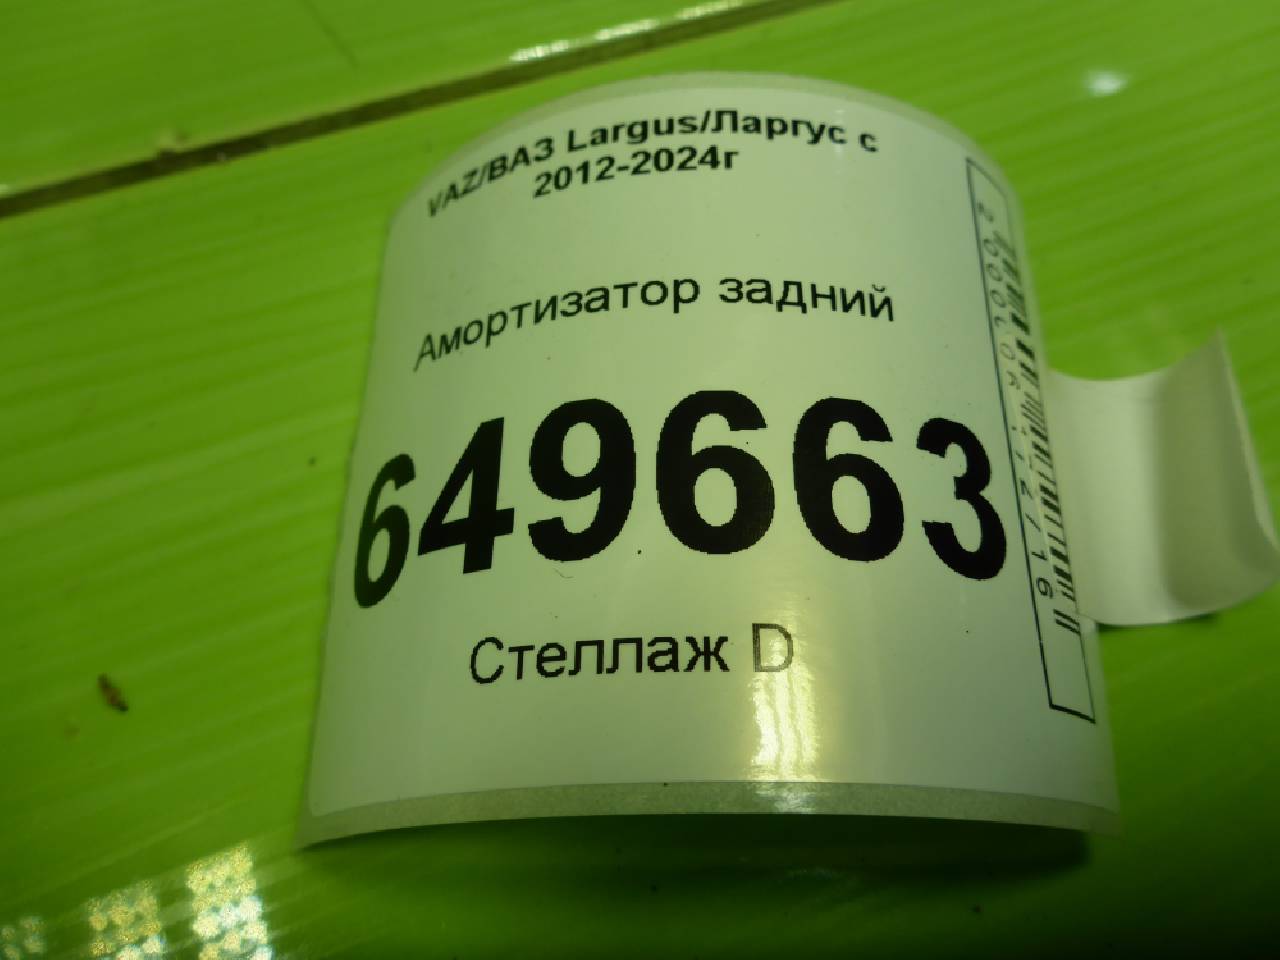 VAZ/ВАЗ Largus/Ларгус с
2012-2024г
Амортизатор задний
649663
Стеллаж D